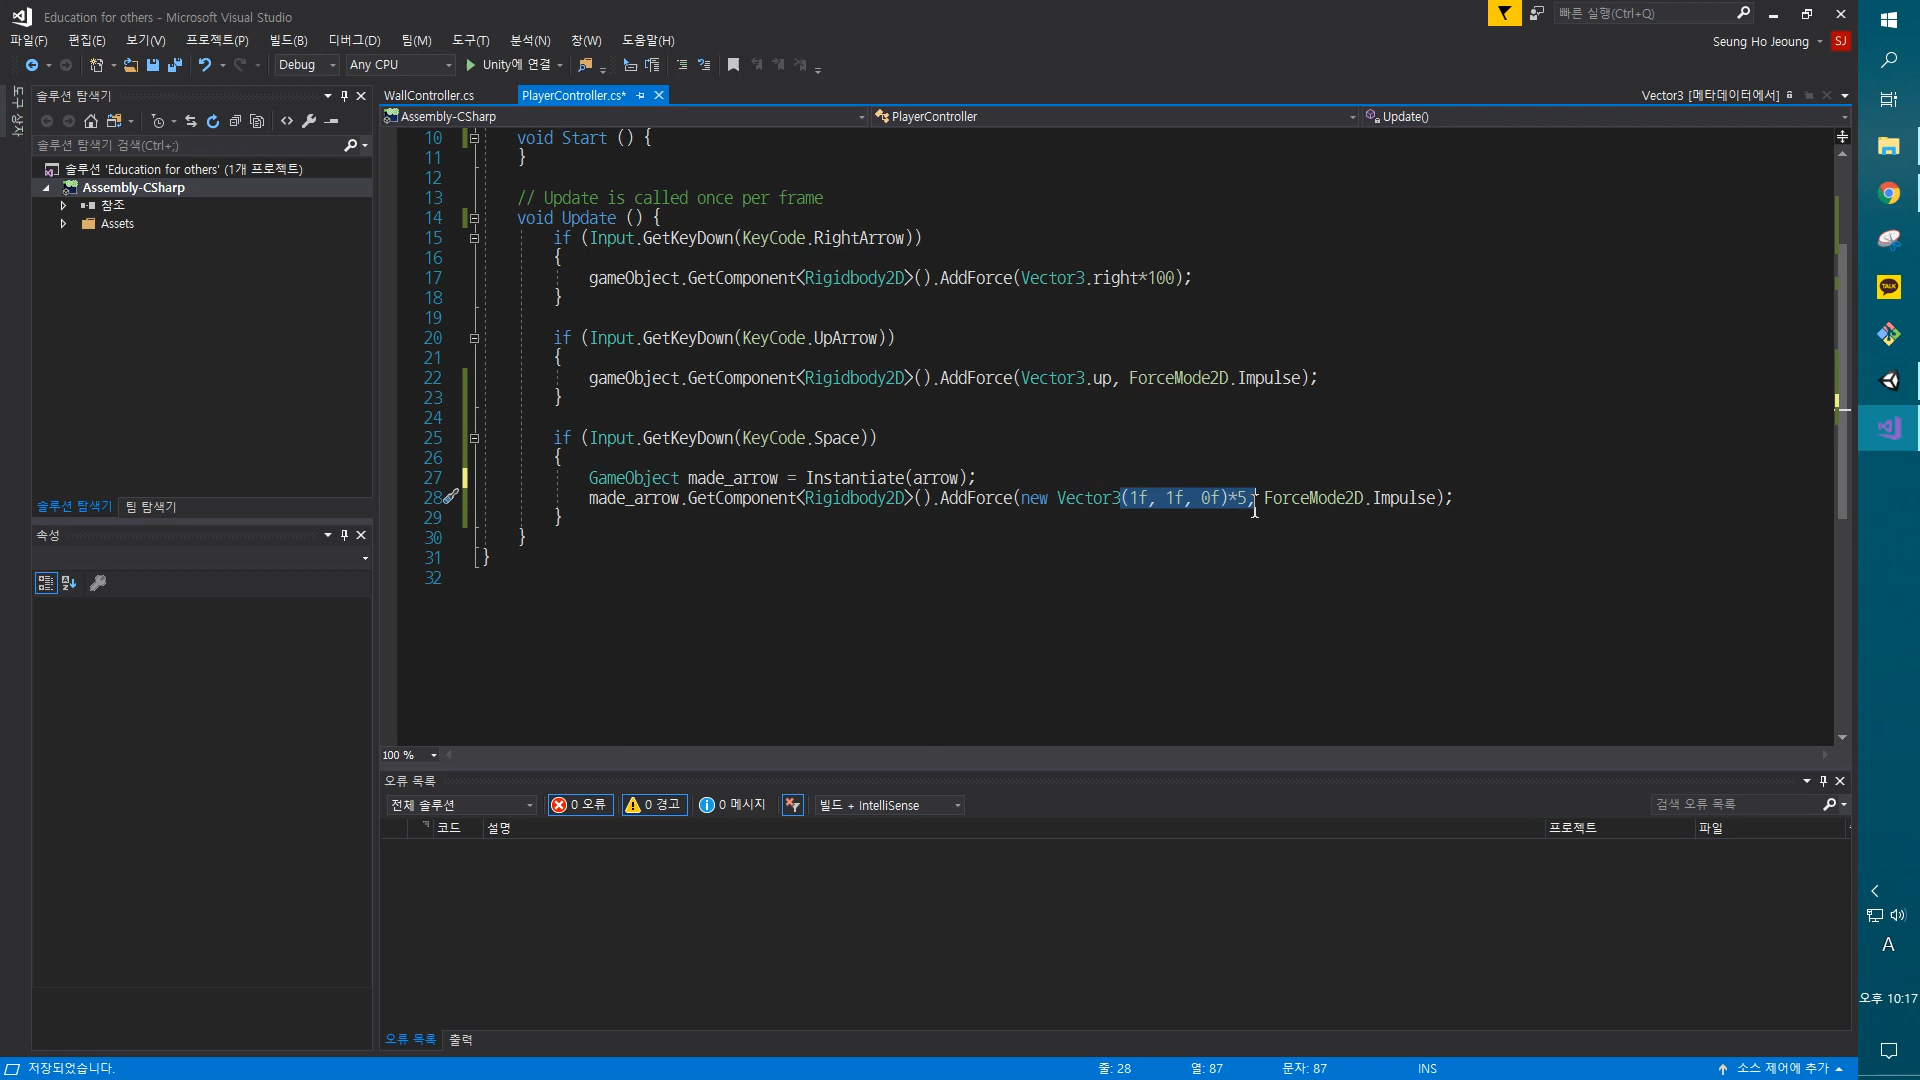 Education for others - Microsoft Visual Studio
빠른 실행(Ctrl+Q)
파일(F) 편집(E) 보기(V) 프로젝트(P) 빌드(B) 디버그(D) 팀(M) 도구(T) 분석(N) 창(W) 도움말(H)
Seung Ho Jeoung SJ
Debug Any CPU Unity에 연결
도구 상자
솔루션 탐색기
솔루션 탐색기 검색(Ctrl+;)
솔루션 'Education for others' (1개 프로젝트)
Assembly-CSharp
참조
Assets
솔루션 탐색기 팀 탐색기
속성
WallController.cs PlayerController.cs* Vector3 [메타데이터에서]
Assembly-CSharp PlayerController Update()
10 void Start () {
11 }
12
13 // Update is called once per frame
14 void Update () {
15 if (Input.GetKeyDown(KeyCode.RightArrow))
16 {
17 gameObject.GetComponent<Rigidbody2D>().AddForce(Vector3.right*100);
18 }
19
20 if (Input.GetKeyDown(KeyCode.UpArrow))
21 {
22 gameObject.GetComponent<Rigidbody2D>().AddForce(Vector3.up, ForceMode2D.Impulse);
23 }
24
25 if (Input.GetKeyDown(KeyCode.Space))
26 {
27 GameObject made_arrow = Instantiate(arrow);
28 made_arrow.GetComponent<Rigidbody2D>().AddForce(new Vector3(1f, 1f, 0f)*5, ForceMode2D.Impulse);
29 }
30 }
31 }
32
100 %
오류 목록
전체 솔루션 0 오류 0 경고 0 메시지 빌드 + IntelliSense 검색 오류 목록
코드 설명 프로젝트 파일
오류 목록 출력
저장되었습니다. 줄: 28 열: 87 문자: 87 INS 소스 제어에 추가
TALK
A
오후 10:17